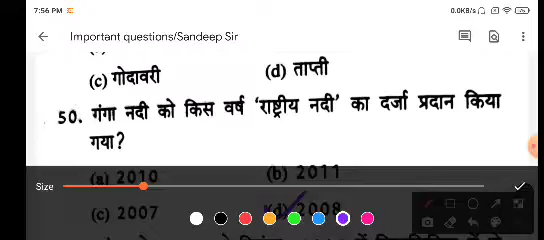 7:56 PM
0.0KB/s
Important questions/Sandeep Sir
(c) गोदावरी (d) ताप्ती
50. गंगा नदी को किस वर्ष 'राष्ट्रीय नदी' का दर्जा प्रदान किया
गया?
(a) 2010 (b) 2011
Size
(c) 2007 (d) 2008